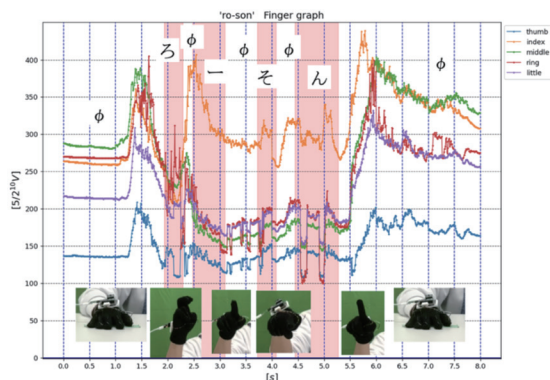 'ro-son' Finger graph
thumb
index
middle
ring
little
ϕ ろ ϕ ー ϕ そ ϕ ん ϕ
[5/2^10V]
400
350
300
250
200
150
100
50
0
0.0 0.5 1.0 1.5 2.0 2.5 3.0 3.5 4.0 4.5 5.0 5.5 6.0 6.5 7.0 7.5 8.0
[s]